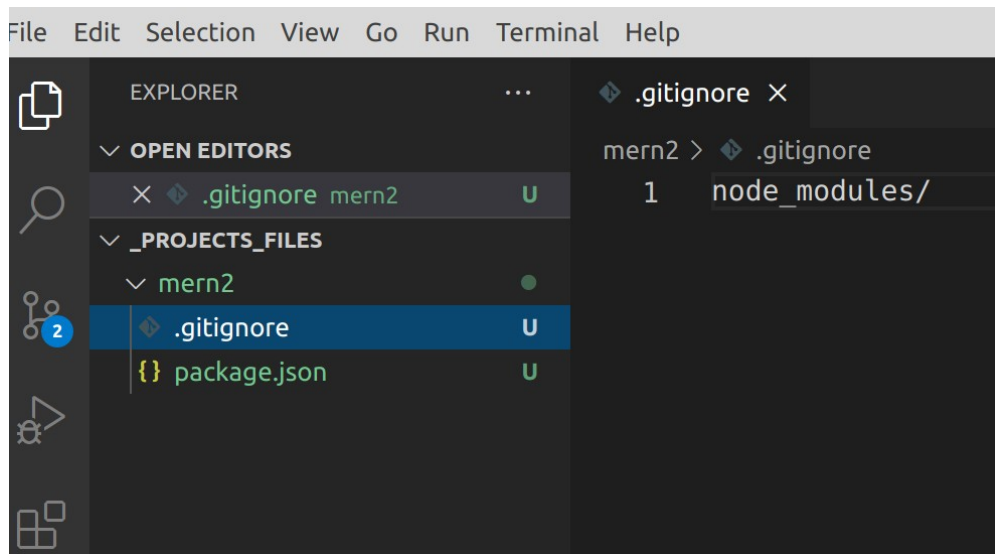 File Edit Selection View Go Run Terminal Help
EXPLORER ...
OPEN EDITORS
.gitignore mern2 U
_PROJECTS_FILES
mern2
.gitignore U
{} package.json U
2
.gitignore
mern2 > .gitignore
1 node_modules/